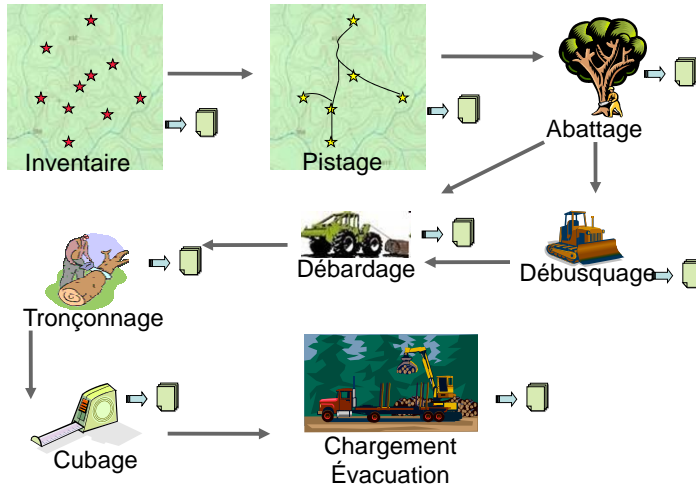 Inventaire
Pistage
Abattage
Débardage
Débusquage
Tronçonnage
Cubage
Chargement
Évacuation